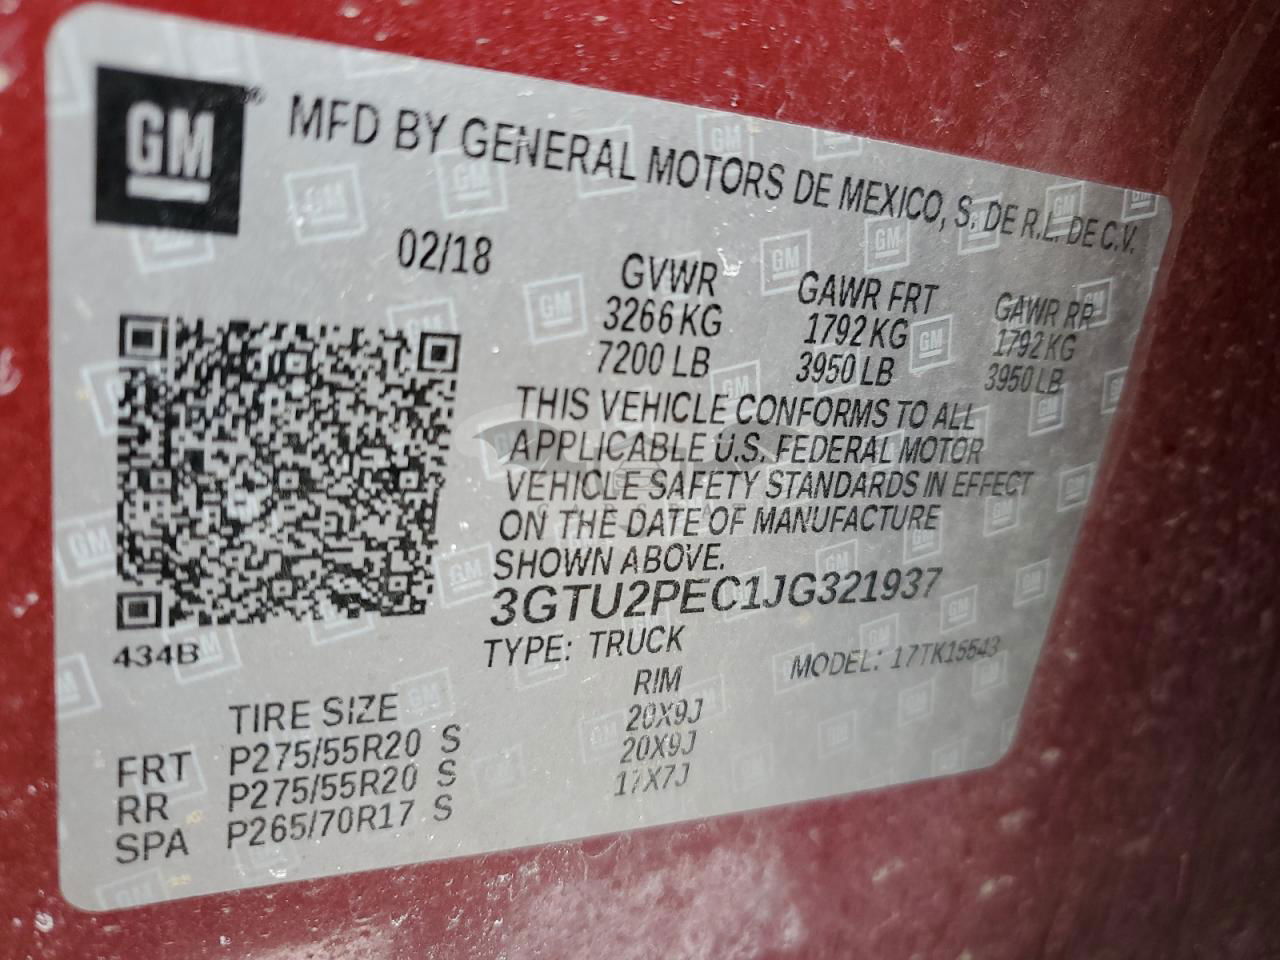 GM
MFD BY GENERAL MOTORS DE MEXICO, S. DE R.L. DE C.V.
02/18
GVWR GAWR FRT GAWR RR
3266 KG 1792 KG 1792 KG
7200 LB 3950 LB 3950 LB
THIS VEHICLE CONFORMS TO ALL
APPLICABLE U.S. FEDERAL MOTOR
VEHICLE SAFETY STANDARDS IN EFFECT
ON THE DATE OF MANUFACTURE
SHOWN ABOVE.
3GTU2PEC1JG321937
434B
TYPE: TRUCK MODEL: 17TK15543
TIRE SIZE RIM
FRT P275/55R20 S 20X9J
RR P275/55R20 S 20X9J
SPA P265/70R17 S 17X7J